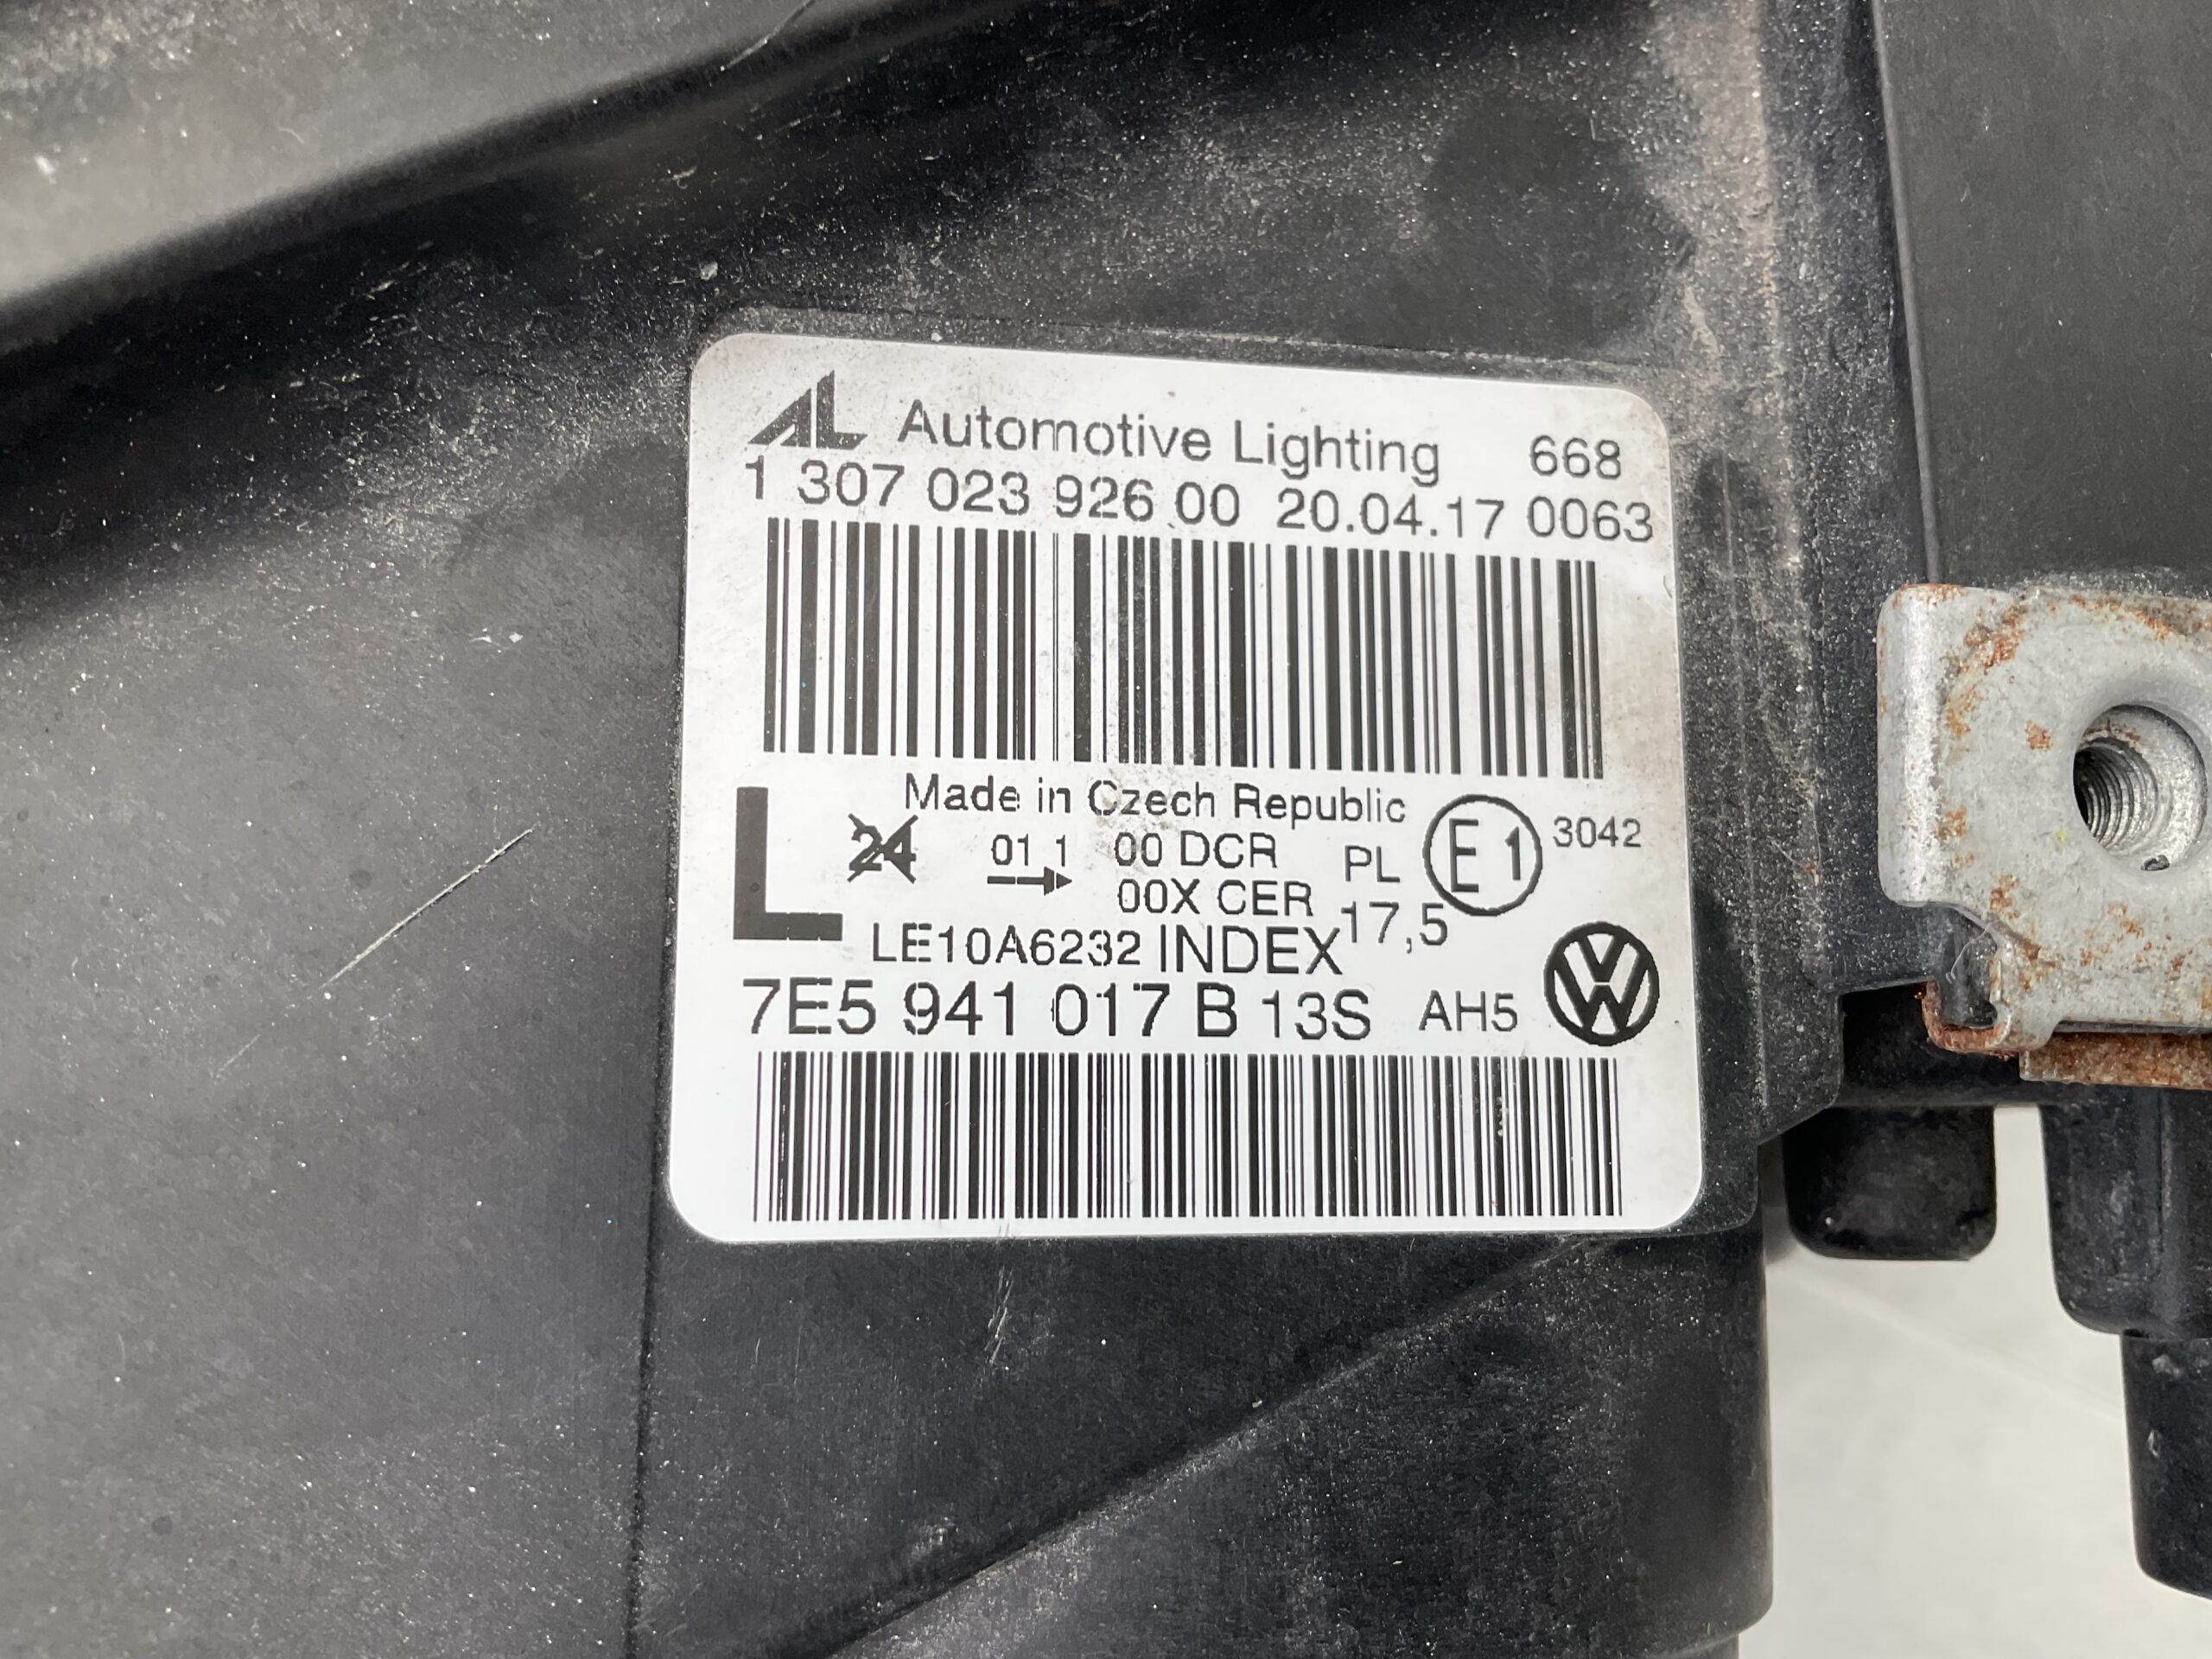 AL Automotive Lighting 668
1 307 023 926 00 20.04.17 0063
Made in Czech Republic
L 24 01 1 00 DCR PL E1 3042
00X CER 17,5
LE10A6232 INDEX
7E5 941 017 B 13S AH5 VW